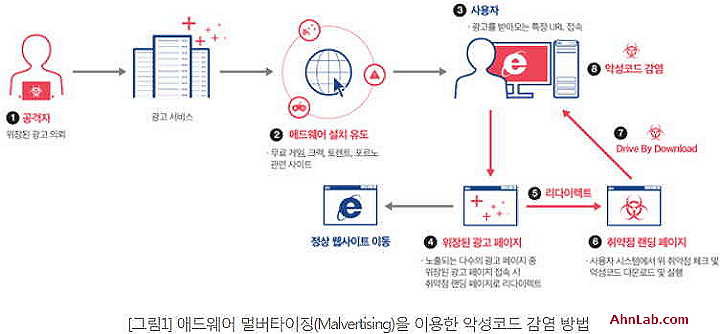 ❶ 공격자
위장된 광고 의뢰
광고 서비스
❷ 애드웨어 설치 유도
· 무료 게임, 크랙, 토렌트, 포르노
관련 사이트
❸ 사용자
· 광고를 받아오는 특정 URL 접속
❽ 악성코드 감염
❼
Drive By Download
정상 웹사이트 이동
❹ 위장된 광고 페이지
· 노출되는 다수의 광고 페이지 중
위장된 광고 페이지 접속 시
취약점 랜딩 페이지로 리다이렉트
❺ 리다이렉트
❻ 취약점 랜딩 페이지
· 사용자 시스템에서 위 취약점 체크 및
악성코드 다운로드 및 실행
[그림1] 애드웨어 멀버타이징(Malvertising)을 이용한 악성코드 감염 방법
AhnLab.com